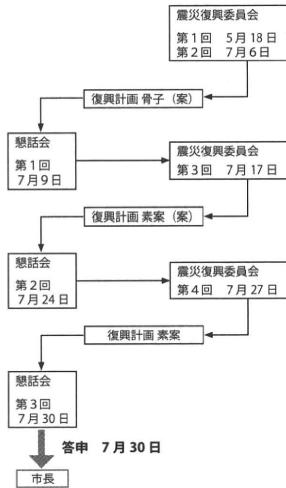 震災復興委員会
第1回 5月18日
第2回 7月6日
復興計画 骨子（案）
懇話会
第1回
7月9日
震災復興委員会
第3回 7月17日
復興計画 素案（案）
懇話会
第2回
7月24日
震災復興委員会
第4回 7月27日
復興計画 素案
懇話会
第3回
7月30日
答申 7月30日
市長